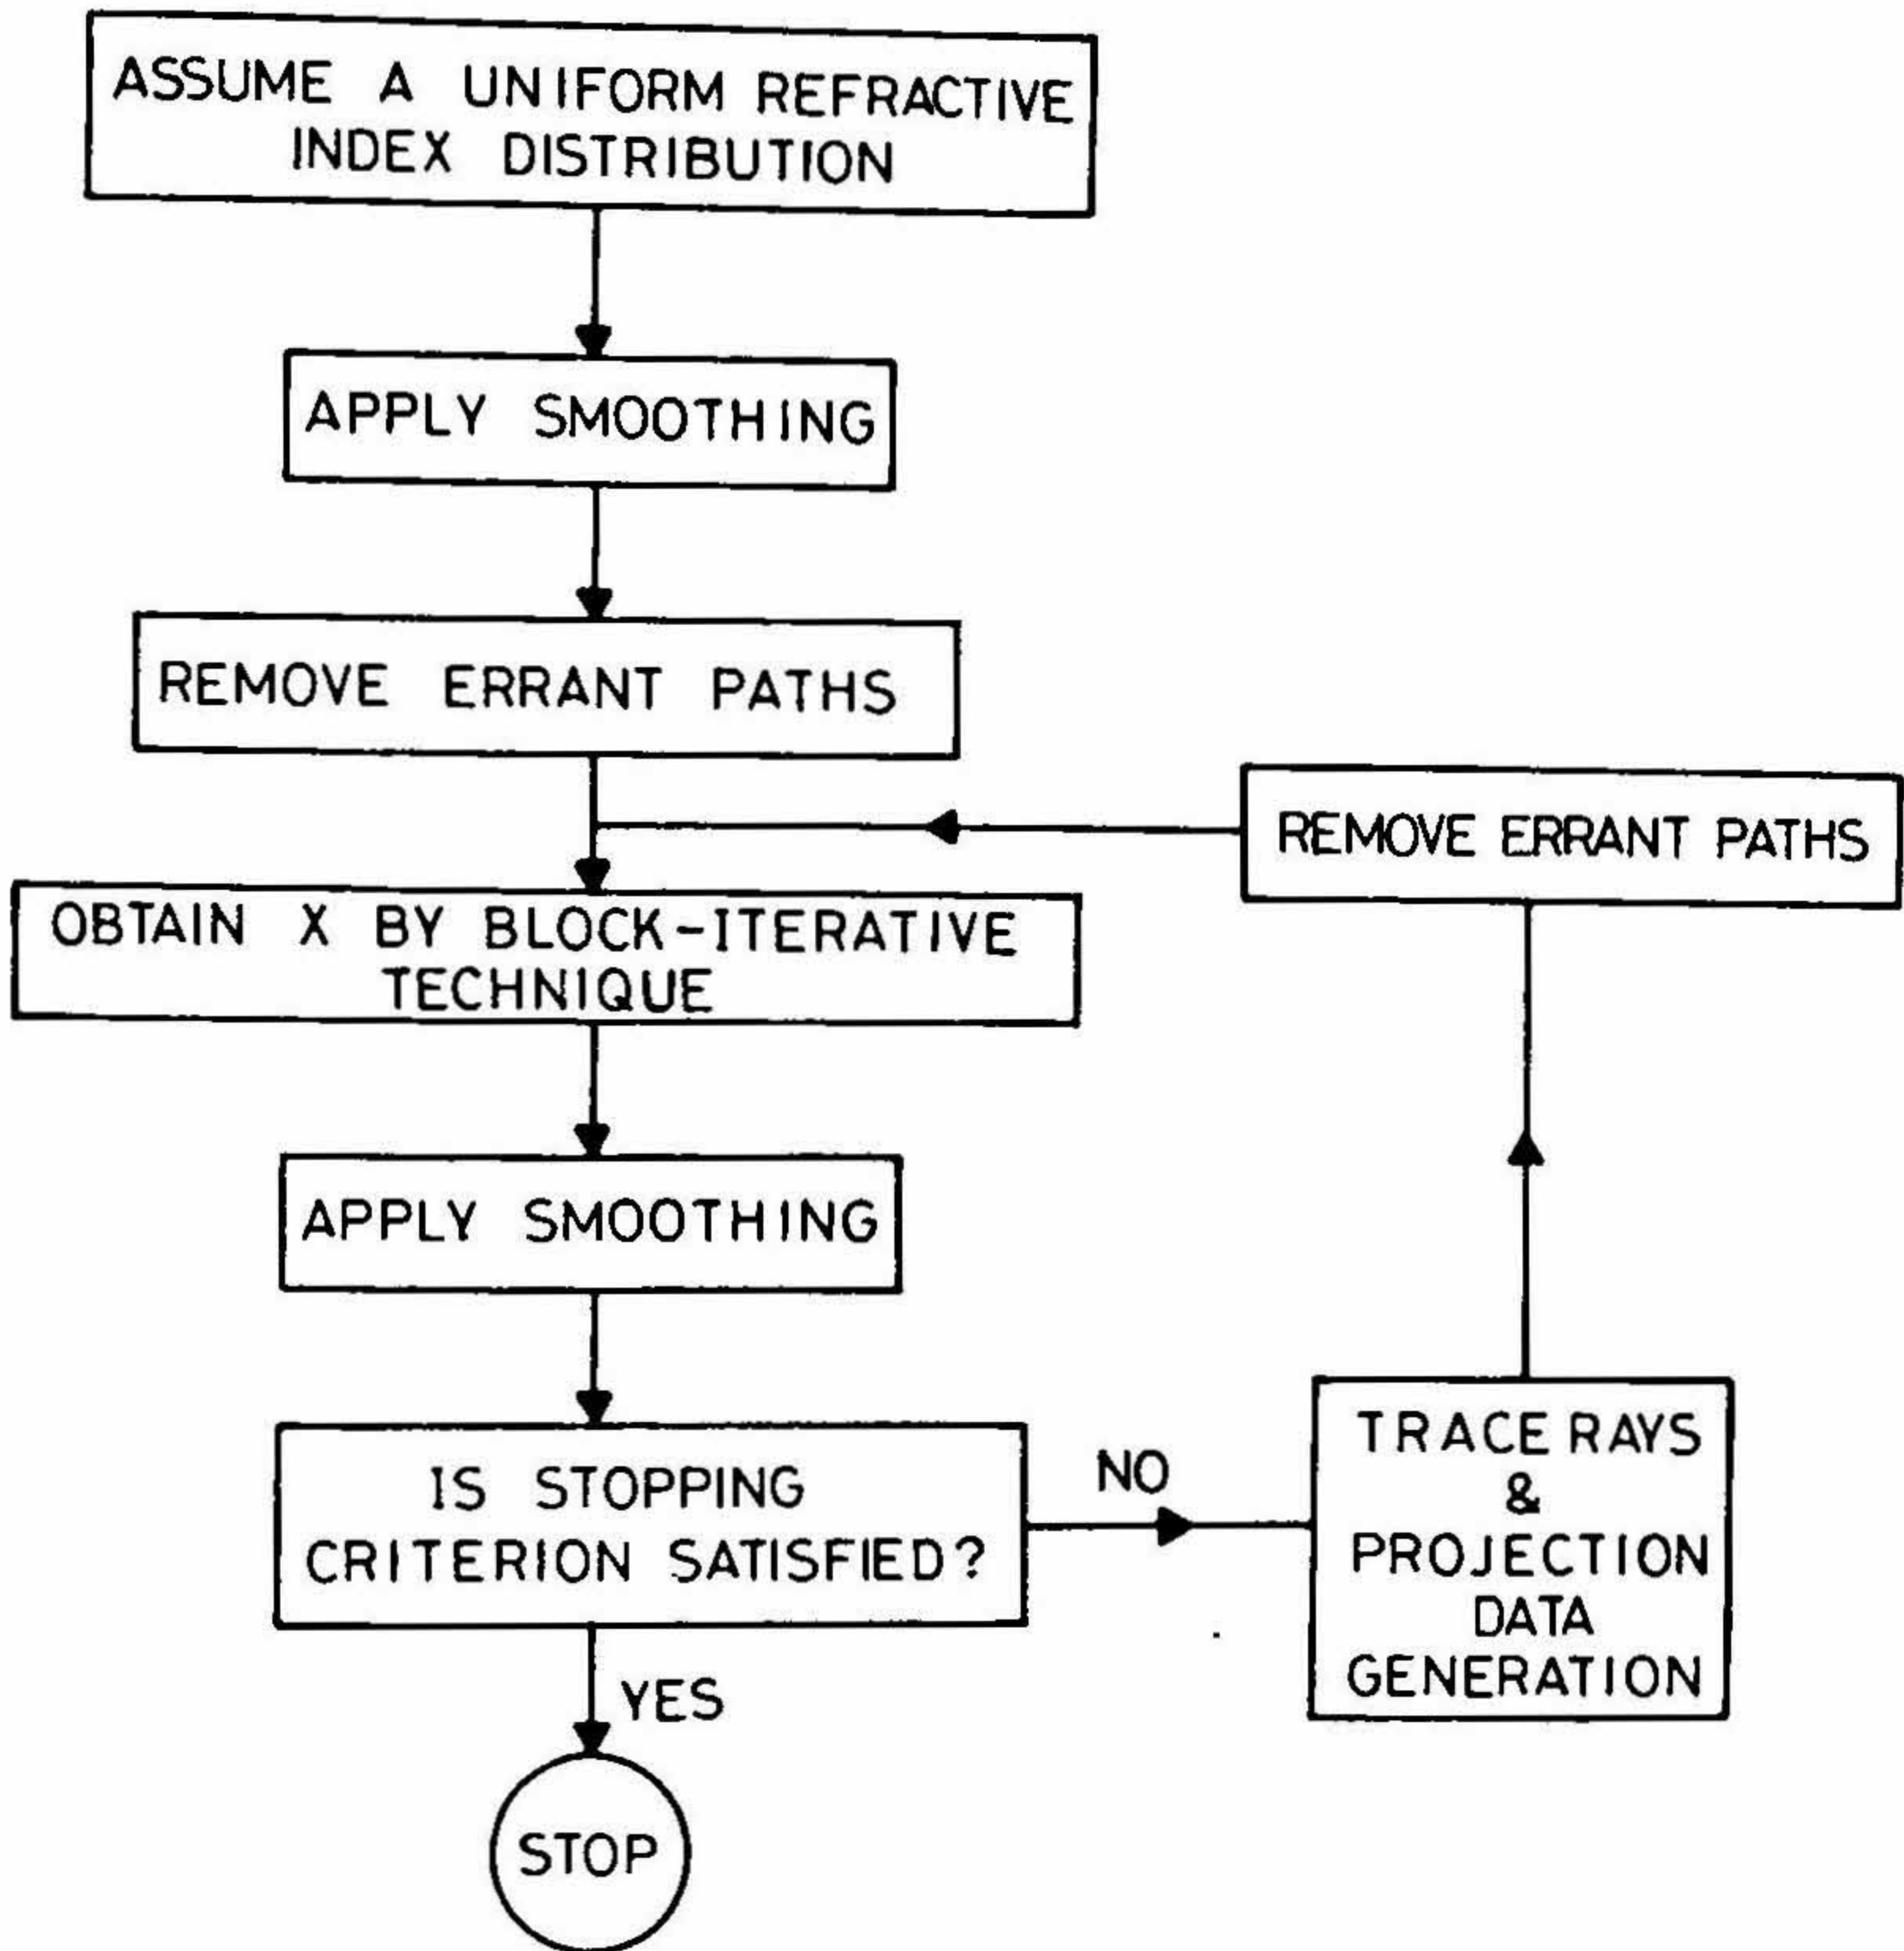 ASSUME A UNIFORM REFRACTIVE
INDEX DISTRIBUTION
APPLY SMOOTHING
REMOVE ERRANT PATHS
REMOVE ERRANT PATHS
OBTAIN X BY BLOCK-ITERATIVE
TECHNIQUE
APPLY SMOOTHING
IS STOPPING
CRITERION SATISFIED?
NO
TRACE RAYS
&
PROJECTION
DATA
GENERATION
YES
STOP